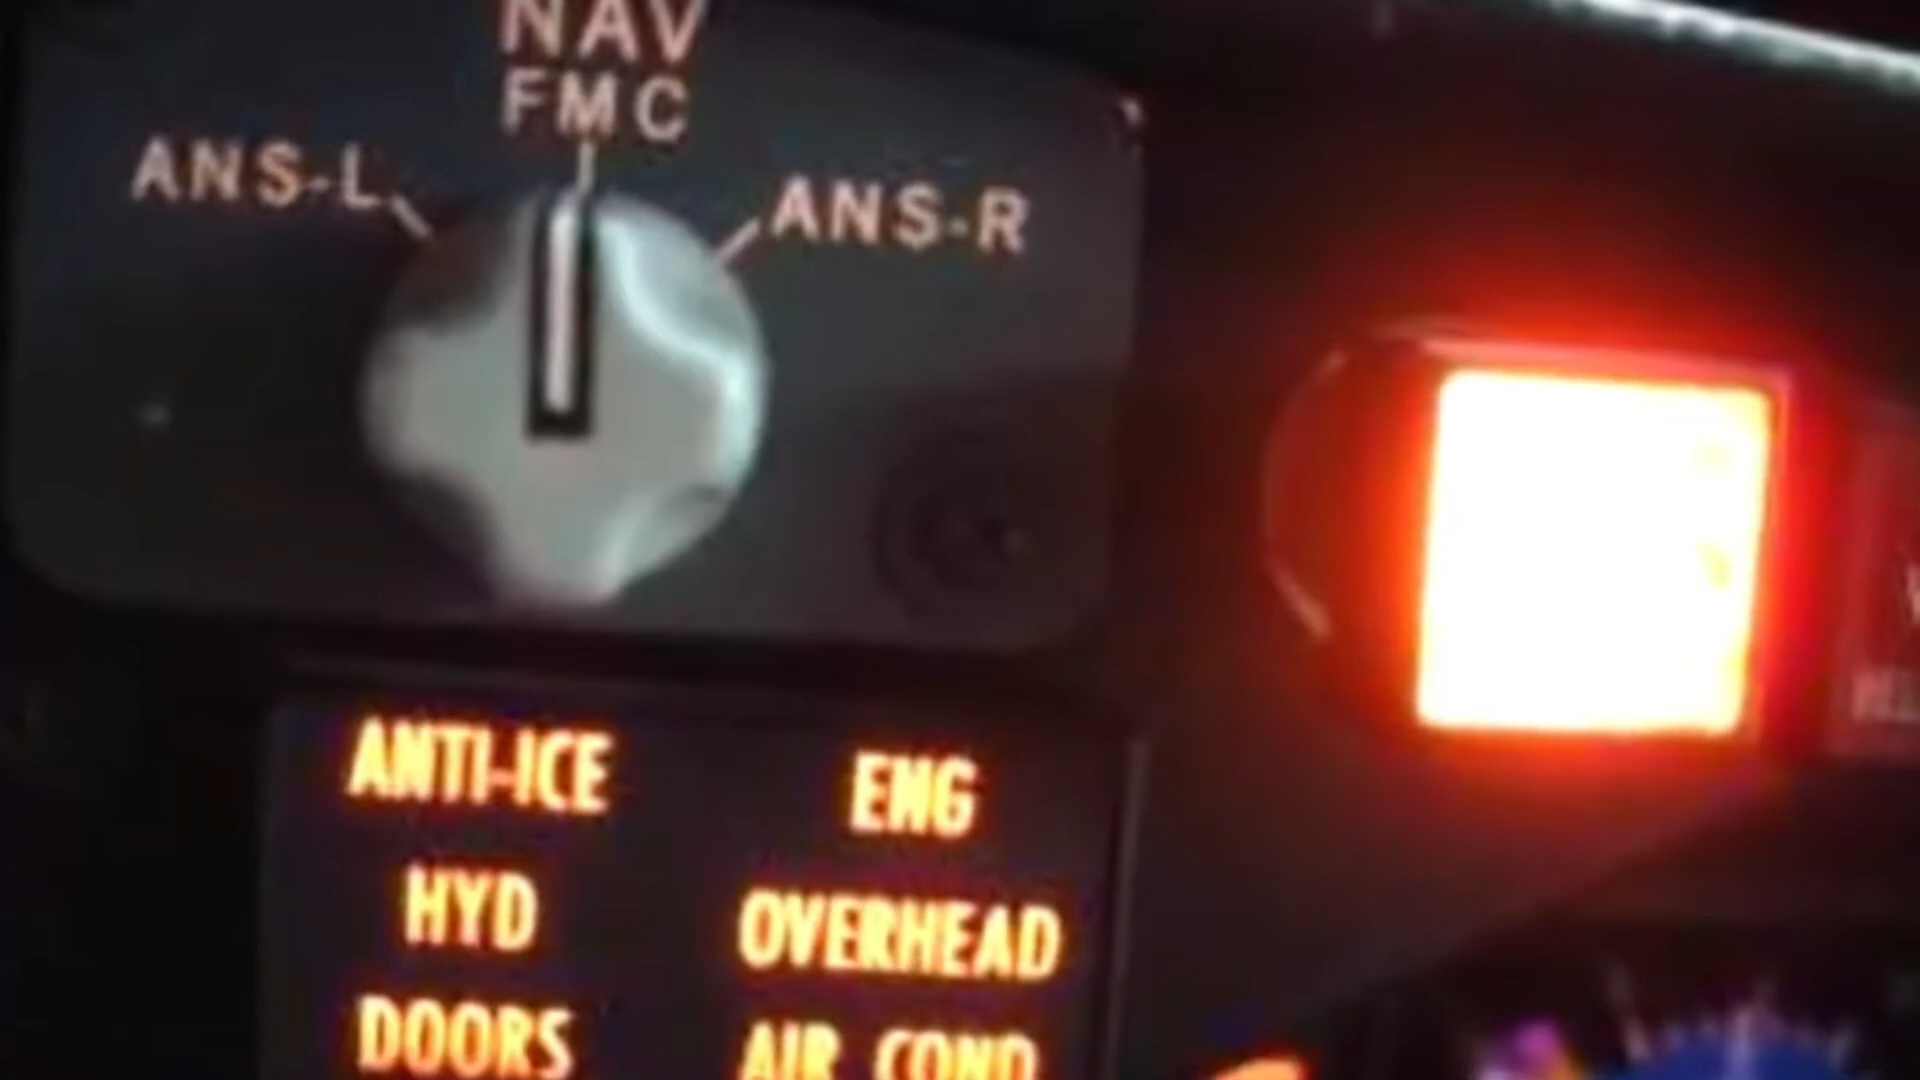 NAV
FMC
ANS-L
ANS-R
ANTI-ICE ENG
HYD OVERHEAD
DOORS AIR COND